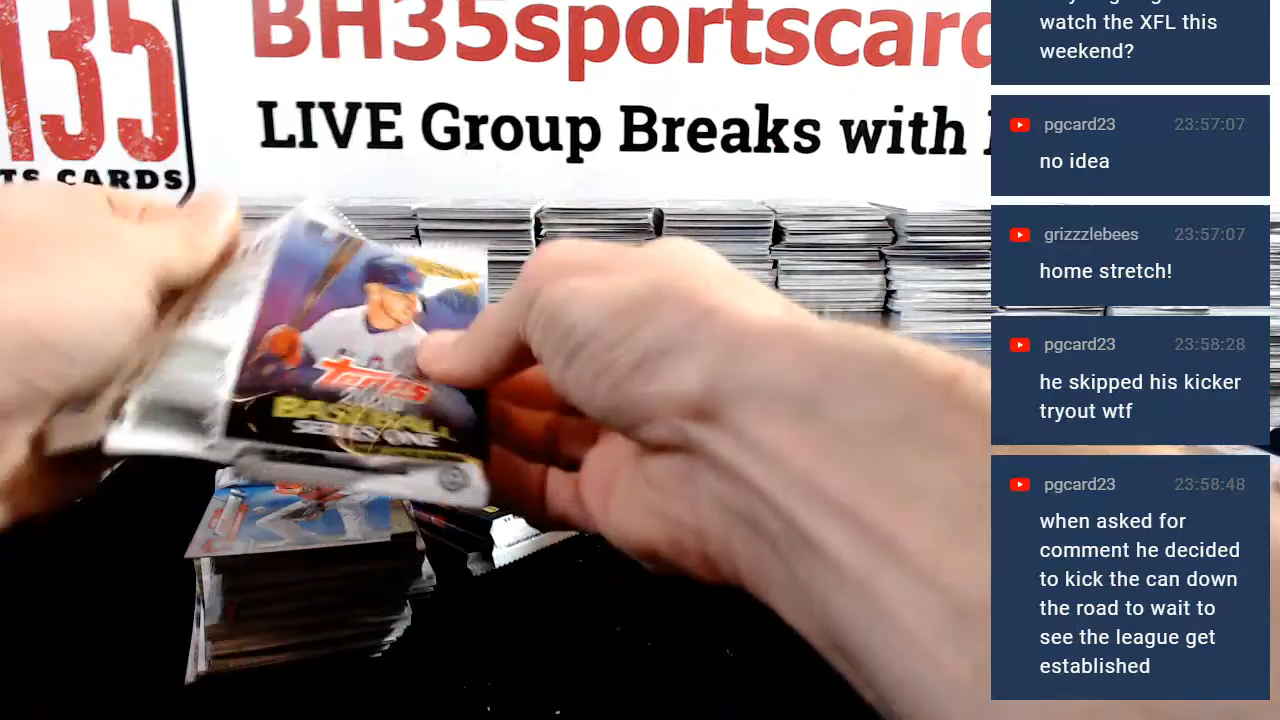 135
TS CARDS
BH35sportscard
LIVE Group Breaks with
Topps
2020
BASEBALL
SERIES ONE
watch the XFL this
weekend?
pgcard23 23:57:07
no idea
grizzzlebees 23:57:07
home stretch!
pgcard23 23:58:28
he skipped his kicker
tryout wtf
pgcard23 23:58:48
when asked for
comment he decided
to kick the can down
the road to wait to
see the league get
established